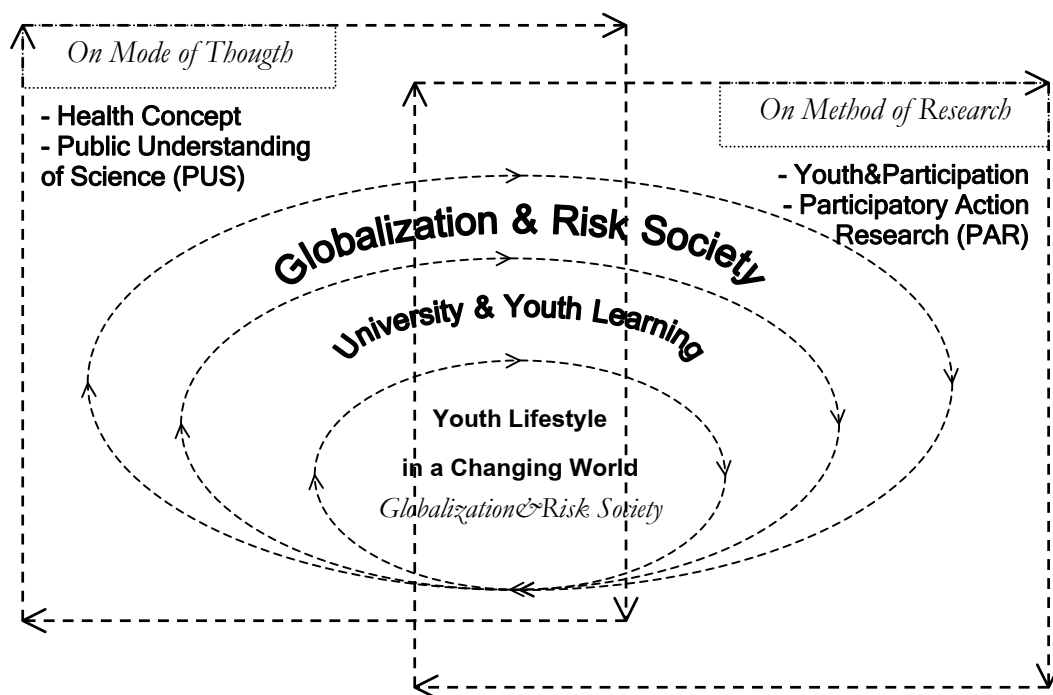 On Mode of Thougth
- Health Concept
- Public Understanding
of Science (PUS)
On Method of Research
- Youth&Participation
- Participatory Action
Research (PAR)
Globalization & Risk Society
University & Youth Learning
Youth Lifestyle
in a Changing World
Globalization&Risk Society